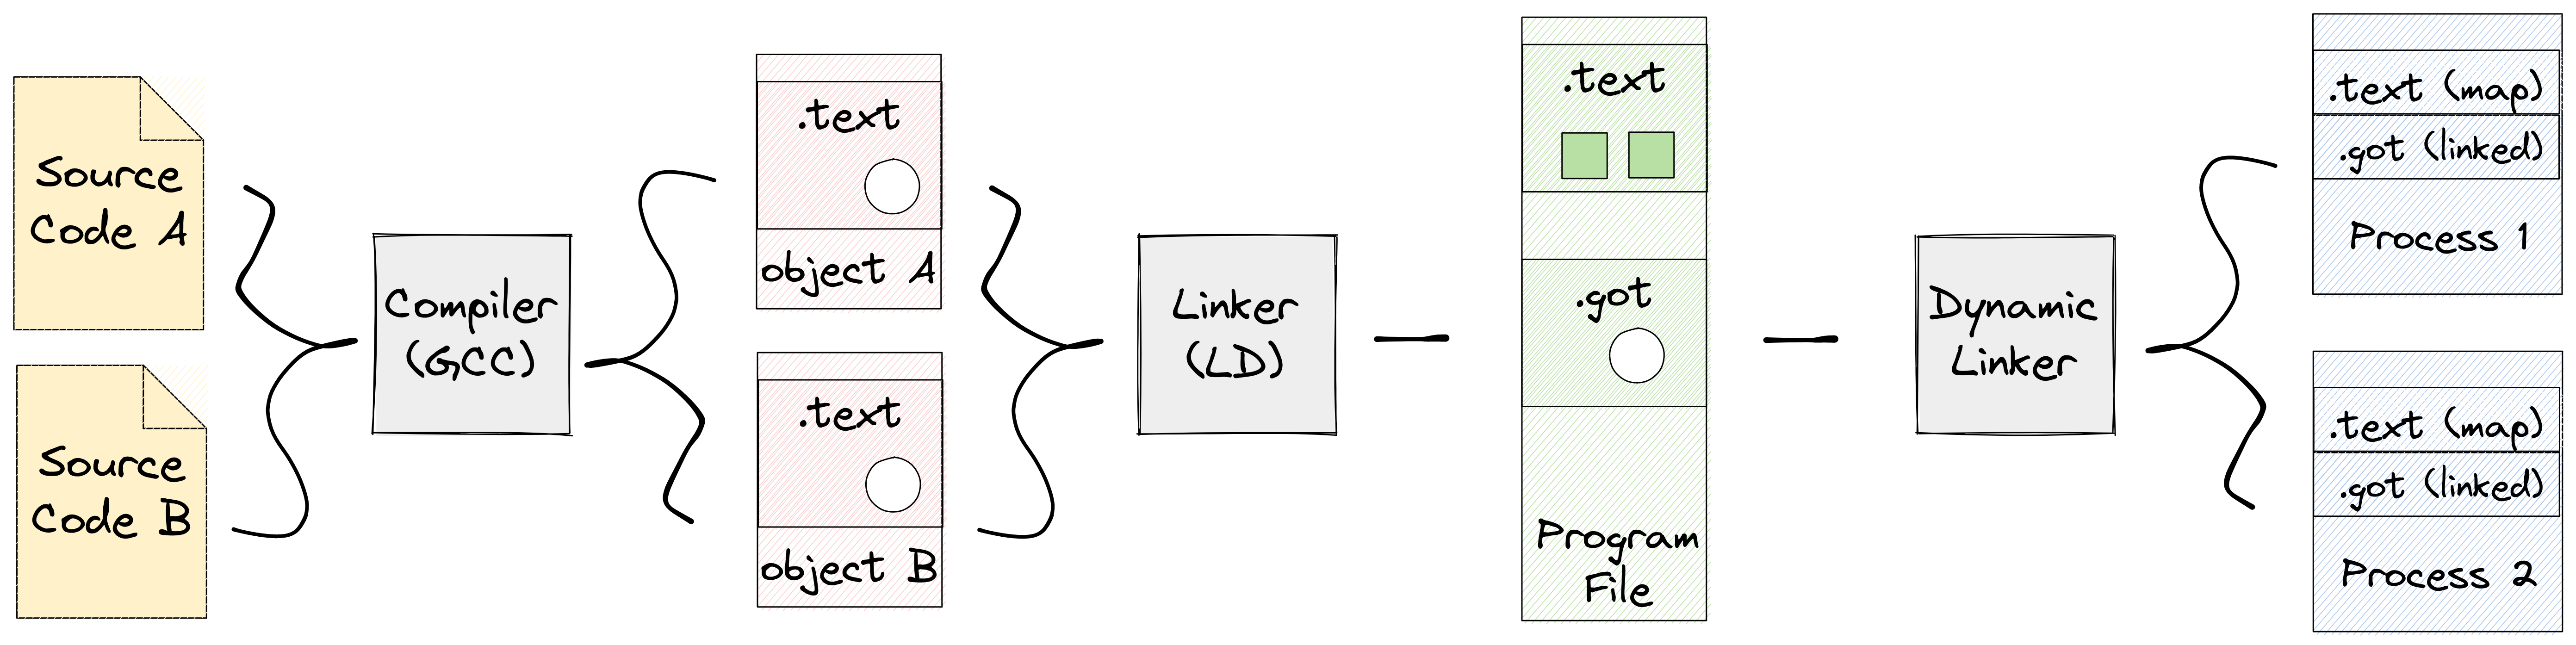 Source
Code A
Source
Code B
Compiler
(GCC)
.text
object A
.text
object B
Linker
(LD)
.text
.got
Program
File
Dynamic
Linker
.text (map)
.got (linked)
Process 1
.text (map)
.got (linked)
Process 2